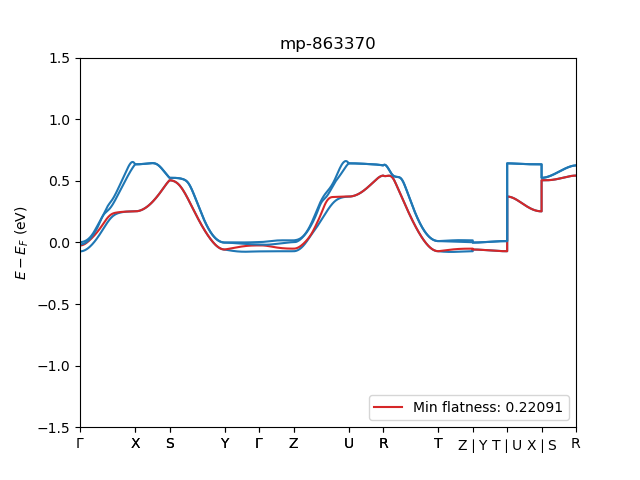 mp-863370
1.5
1.0
0.5
0.0
−0.5
−1.0
−1.5
E − E_F (eV)
Min flatness: 0.22091
Γ X S Y Γ Z U R T Z | Y T | U X | S R